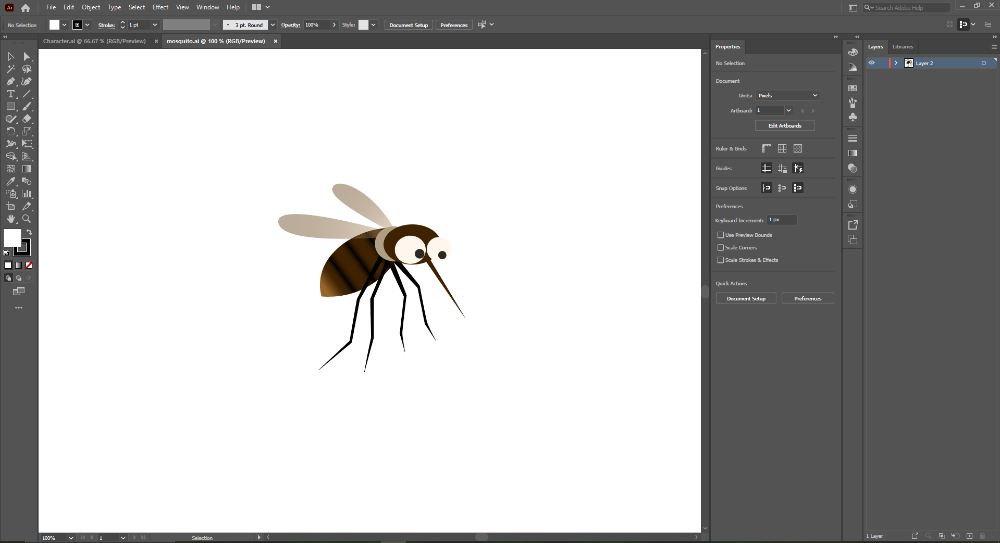 Ai File Edit Object Type Select Effect View Window Help Search Adobe Help
No Selection Stroke: 1 pt 3 pt. Round Opacity: 100% Style: Document Setup Preferences
Character.ai @ 66.67 % (RGB/Preview) mosquito.ai @ 100 % (RGB/Preview)
Properties
No Selection
Document
Units: Pixels
Artboard: 1
Edit Artboards
Ruler & Grids
Guides
Snap Options
Preferences
Keyboard Increment: 1 px
Use Preview Bounds
Scale Corners
Scale Strokes & Effects
Quick Actions
Document Setup Preferences
Layers Libraries
Layer 2
100% 1 Selection
1 Layer